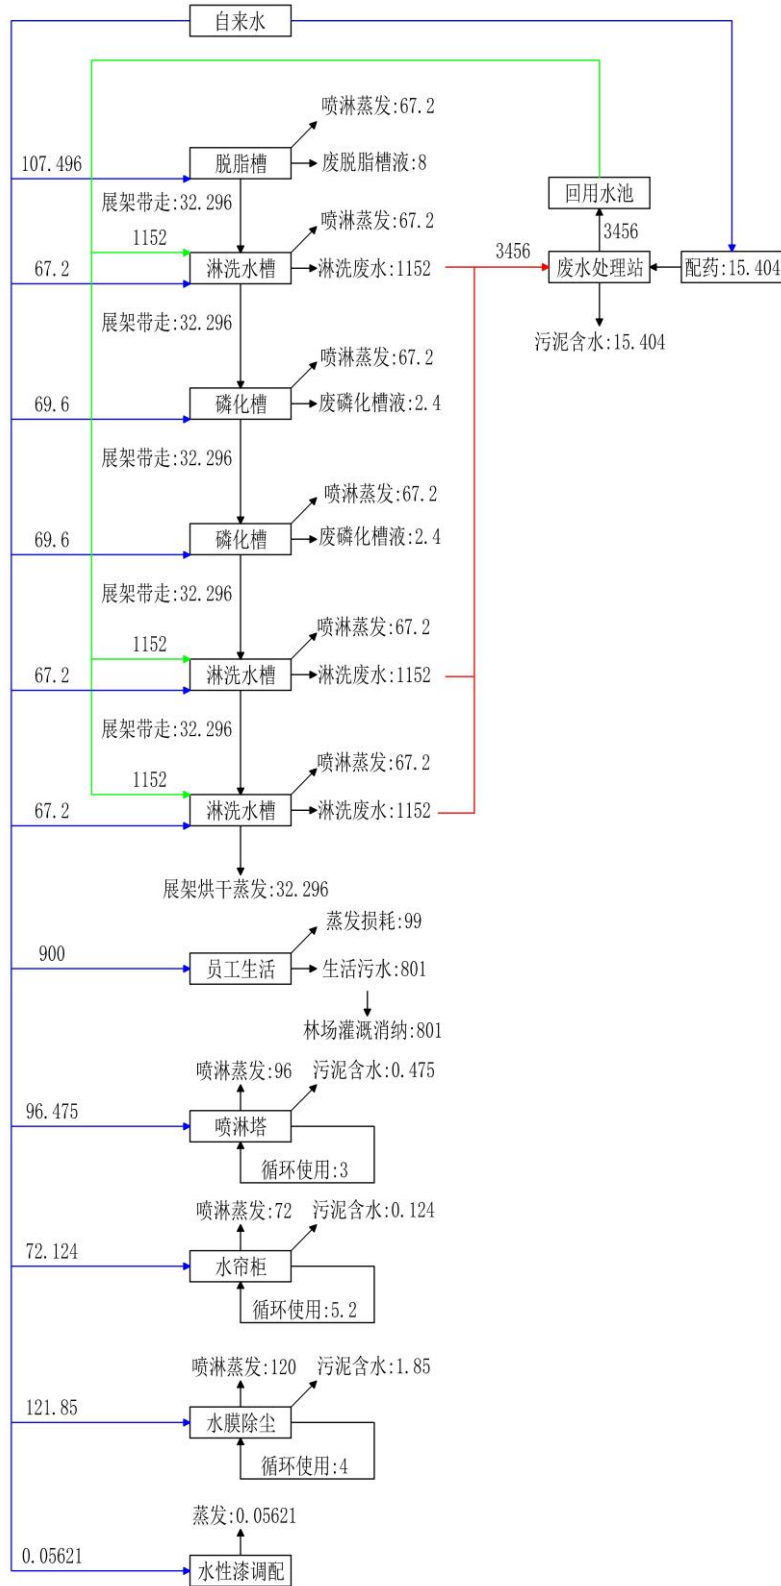 自来水
喷淋蒸发:67.2
107.496
脱脂槽
废脱脂槽液:8
展架带走:32.296
回用水池
喷淋蒸发:67.2
1152
3456
3456
67.2
淋洗水槽
淋洗废水:1152
废水处理站
配药:15.404
展架带走:32.296
污泥含水:15.404
喷淋蒸发:67.2
69.6
磷化槽
废磷化槽液:2.4
展架带走:32.296
喷淋蒸发:67.2
69.6
磷化槽
废磷化槽液:2.4
展架带走:32.296
喷淋蒸发:67.2
1152
67.2
淋洗水槽
淋洗废水:1152
展架带走:32.296
喷淋蒸发:67.2
1152
67.2
淋洗水槽
淋洗废水:1152
展架烘干蒸发:32.296
蒸发损耗:99
900
员工生活
生活污水:801
林场灌溉消纳:801
喷淋蒸发:96
污泥含水:0.475
96.475
喷淋塔
循环使用:3
喷淋蒸发:72
污泥含水:0.124
72.124
水帘柜
循环使用:5.2
喷淋蒸发:120
污泥含水:1.85
121.85
水膜除尘
循环使用:4
蒸发:0.05621
0.05621
水性漆调配